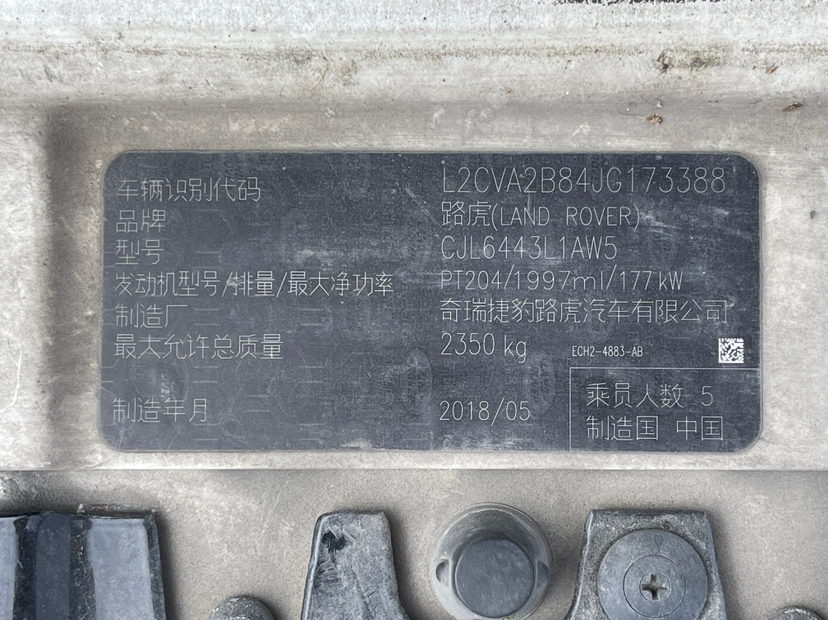 车辆识别代码 L2CVA2B84JG173388
品牌 路虎(LAND ROVER)
型号 CJL6443L1AW5
发动机型号/排量/最大净功率 PT204/1997ml/177kW
制造厂 奇瑞捷豹路虎汽车有限公司
最大允许总质量 2350 kg ECH2-4883-AB
制造年月 2018/05
乘员人数 5
制造国 中国